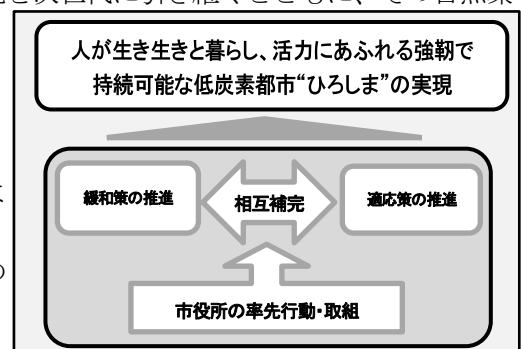 人が生き生きと暮らし、活力にあふれる強靭で
持続可能な低炭素都市“ひろしま”の実現
緩和策の推進
相互補完
適応策の推進
市役所の率先行動・取組
の